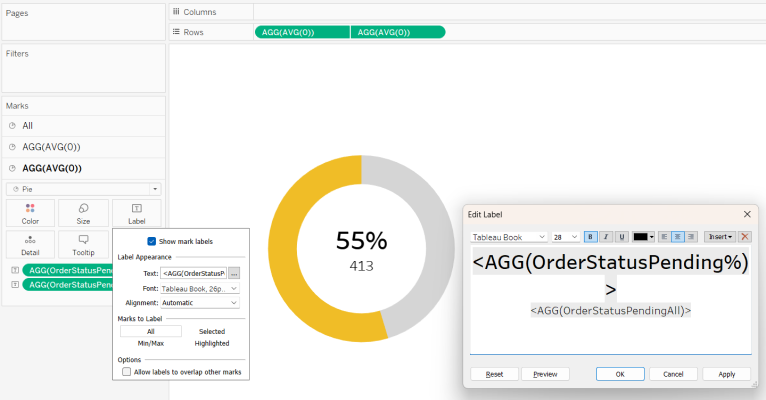 Pages
Columns
Rows
AGG(AVG(0)) AGG(AVG(0))
Filters
Marks
All
AGG(AVG(0))
AGG(AVG(0))
Pie
Color Size Label
Detail Tooltip
AGG(OrderStatusPen
AGG(OrderStatusPen
Show mark labels
Label Appearance
Text: <AGG(OrderStatusP ...
Font: Tableau Book, 26p..
Alignment: Automatic
Marks to Label
All Selected
Min/Max Highlighted
Options
Allow labels to overlap other marks
55%
413
Edit Label
Tableau Book 28 B I U Insert
<AGG(OrderStatusPending%)
>
<AGG(OrderStatusPendingAll)>
Reset Preview OK Cancel Apply